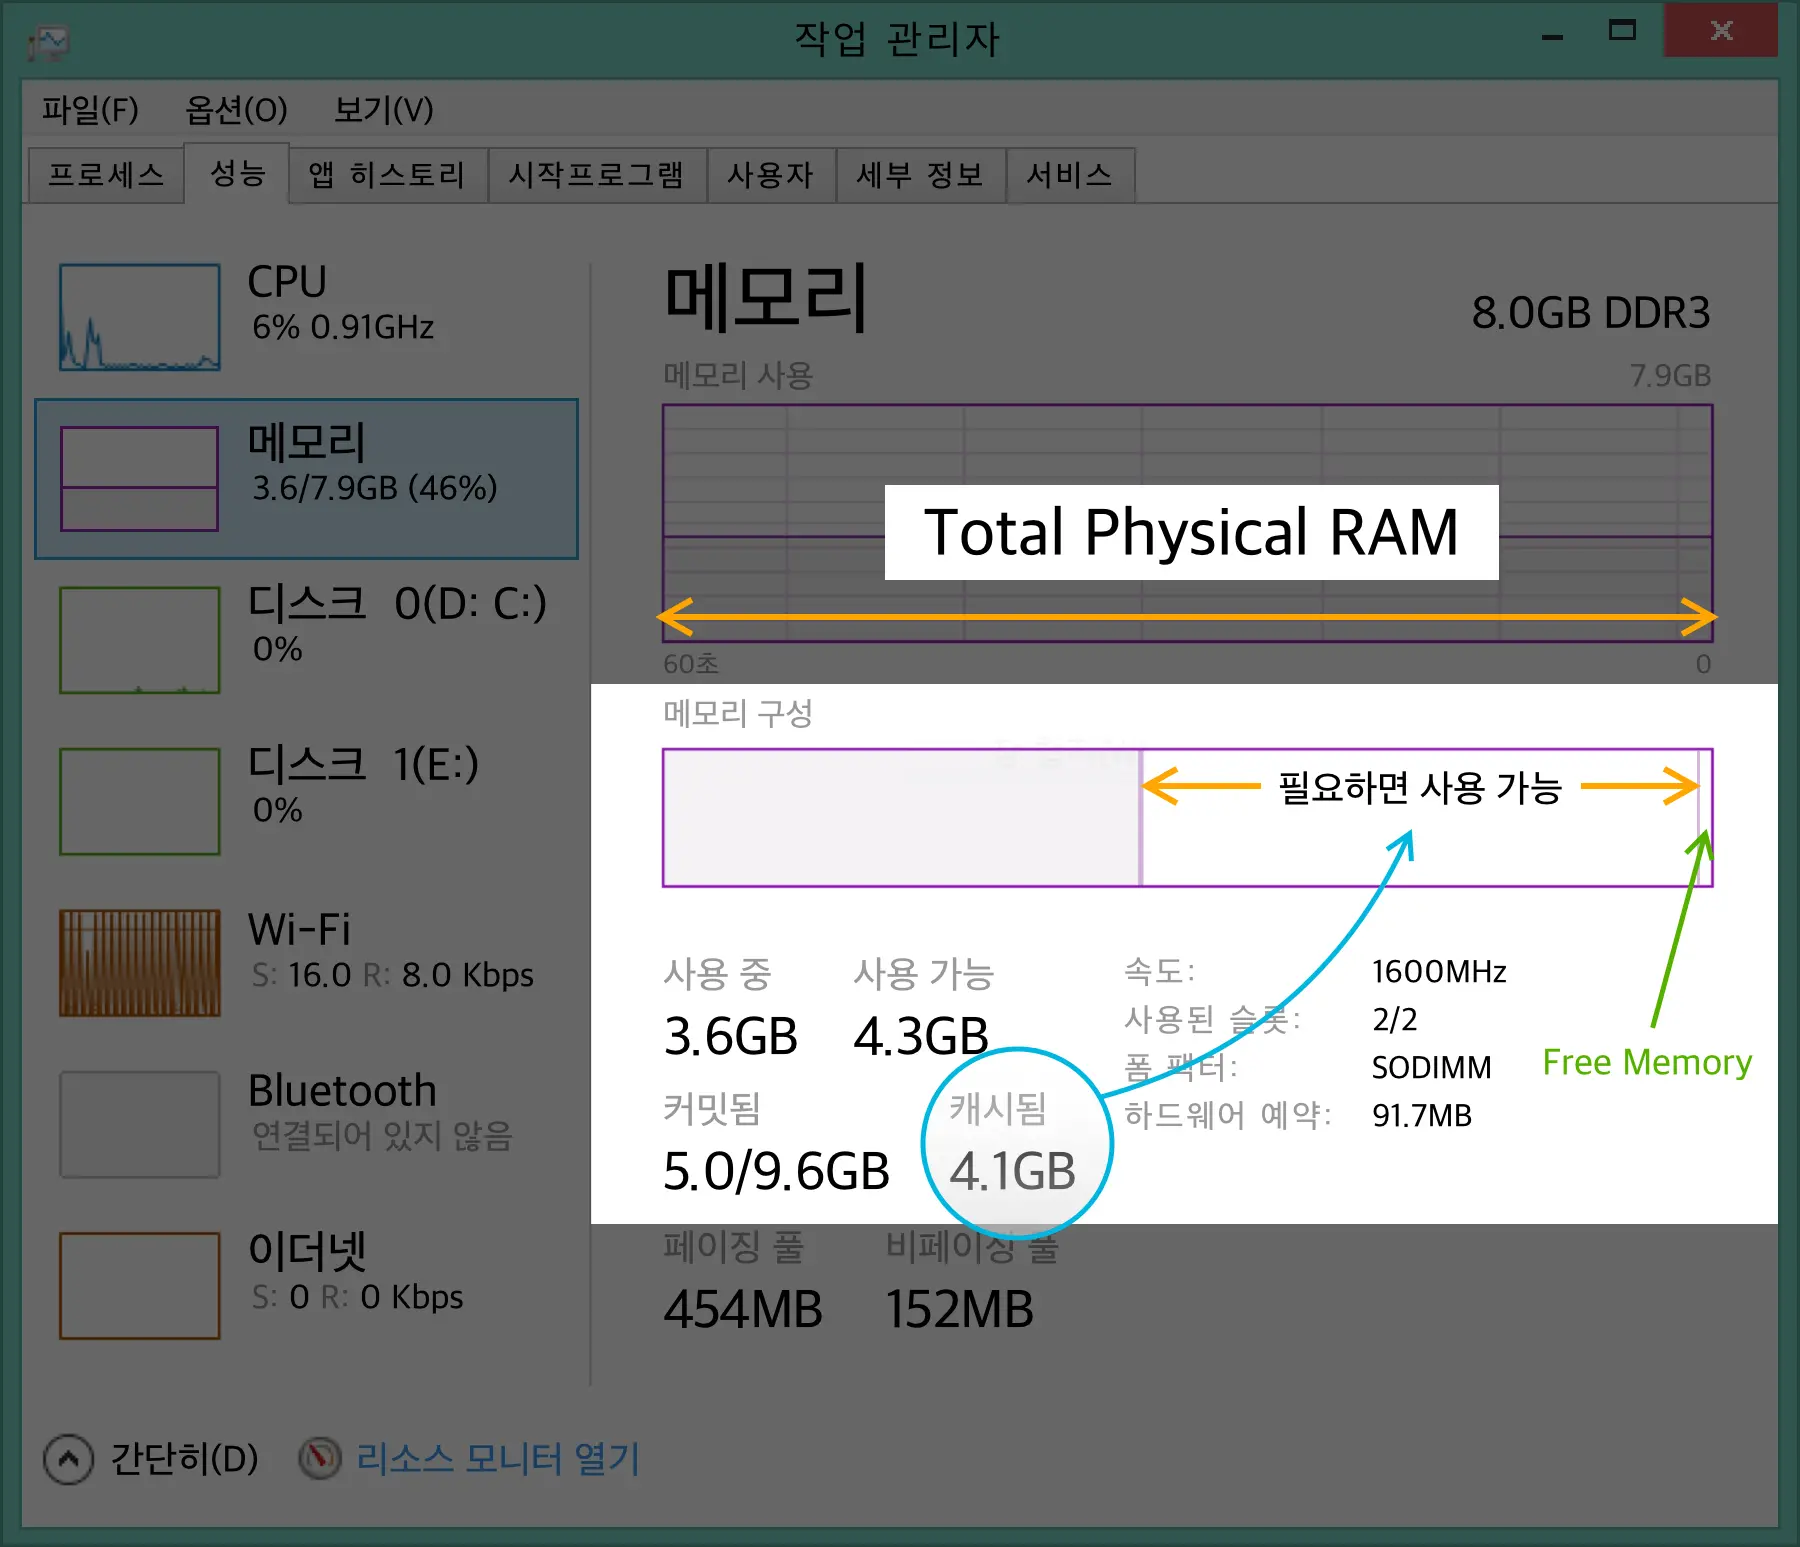 작업 관리자
파일(F) 옵션(O) 보기(V)
프로세스 성능 앱 히스토리 시작프로그램 사용자 세부 정보 서비스
CPU
6% 0.91GHz
메모리
3.6/7.9GB (46%)
디스크 0(D: C:)
0%
디스크 1(E:)
0%
Wi-Fi
S: 16.0 R: 8.0 Kbps
Bluetooth
연결되어 있지 않음
이더넷
S: 0 R: 0 Kbps
메모리
8.0GB DDR3
메모리 사용 7.9GB
Total Physical RAM
60초 0
메모리 구성
필요하면 사용 가능
사용 중 사용 가능
3.6GB 4.3GB
커밋됨 캐시됨
5.0/9.6GB 4.1GB
속도: 1600MHz
사용된 슬롯: 2/2
폼 팩터: SODIMM
하드웨어 예약: 91.7MB
Free Memory
페이징 풀 비페이징 풀
454MB 152MB
간단히(D) 리소스 모니터 열기